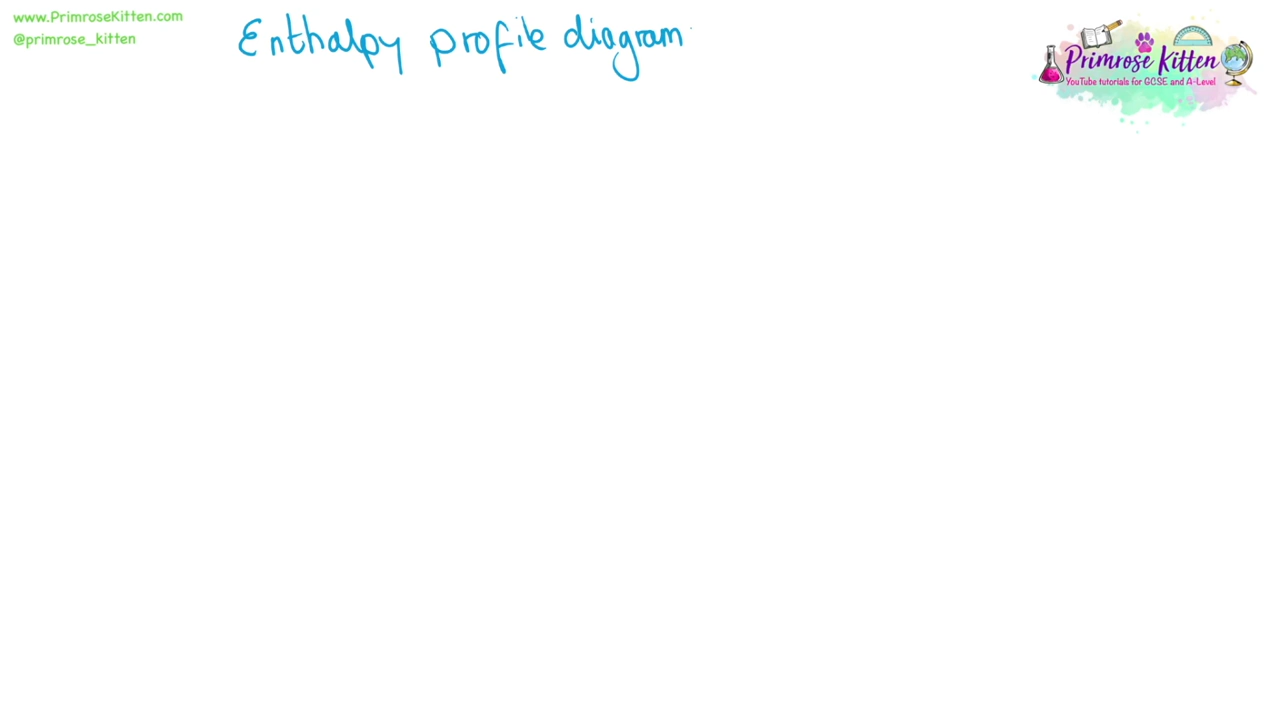 www.PrimroseKitten.com
@primrose_kitten
Enthalpy profile diagram
Primrose Kitten
YouTube tutorials for GCSE and A-Level